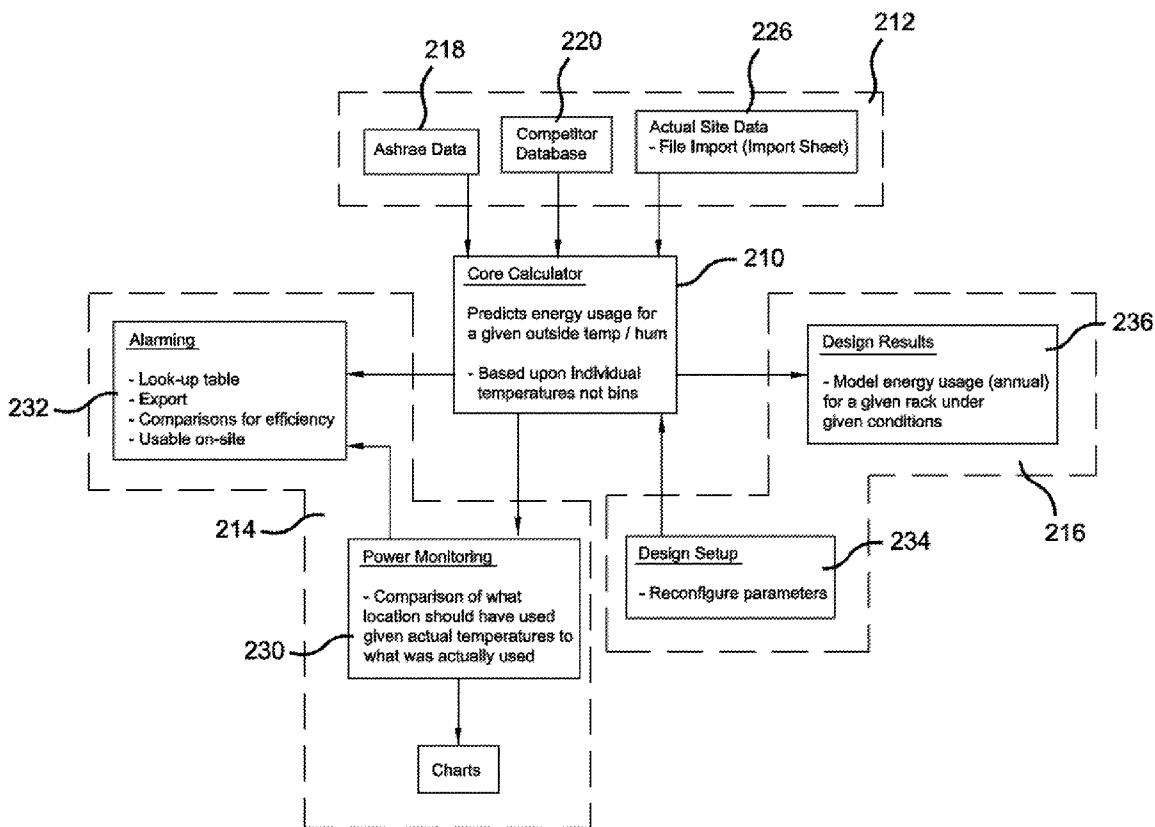 218
220
226
212
Ashrae Data
Competitor
Database
Actual Site Data
- File Import (Import Sheet)
210
Core Calculator
Predicts energy usage for
a given outside temp / hum
- Based upon individual
temperatures not bins
232
Alarming
- Look-up table
- Export
- Comparisons for efficiency
- Usable on-site
236
Design Results
- Model energy usage (annual)
for a given rack under
given conditions
216
214
230
Power Monitoring
- Comparison of what
location should have used
given actual temperatures to
what was actually used
234
Design Setup
- Reconfigure parameters
Charts